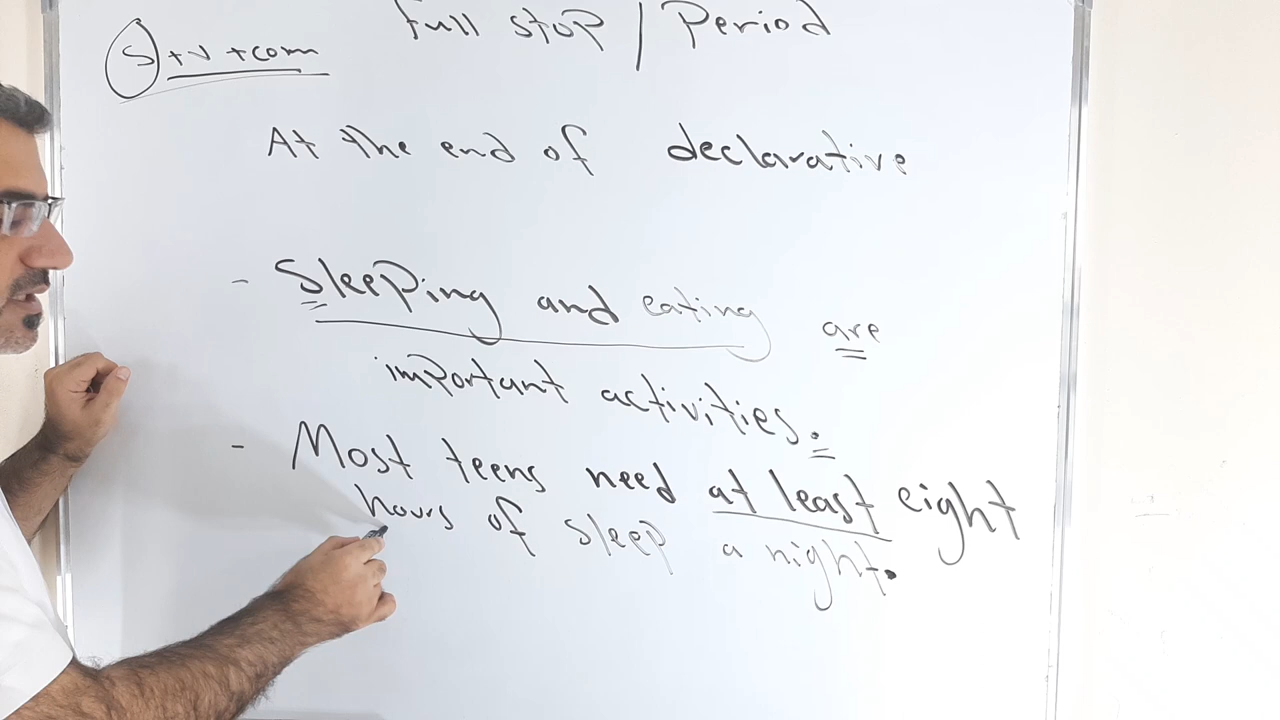 Full stop / Period
S + V + com
At the end of declarative
- Sleeping and eating are
important activities.
- Most teens need at least eight
hours of sleep a night.